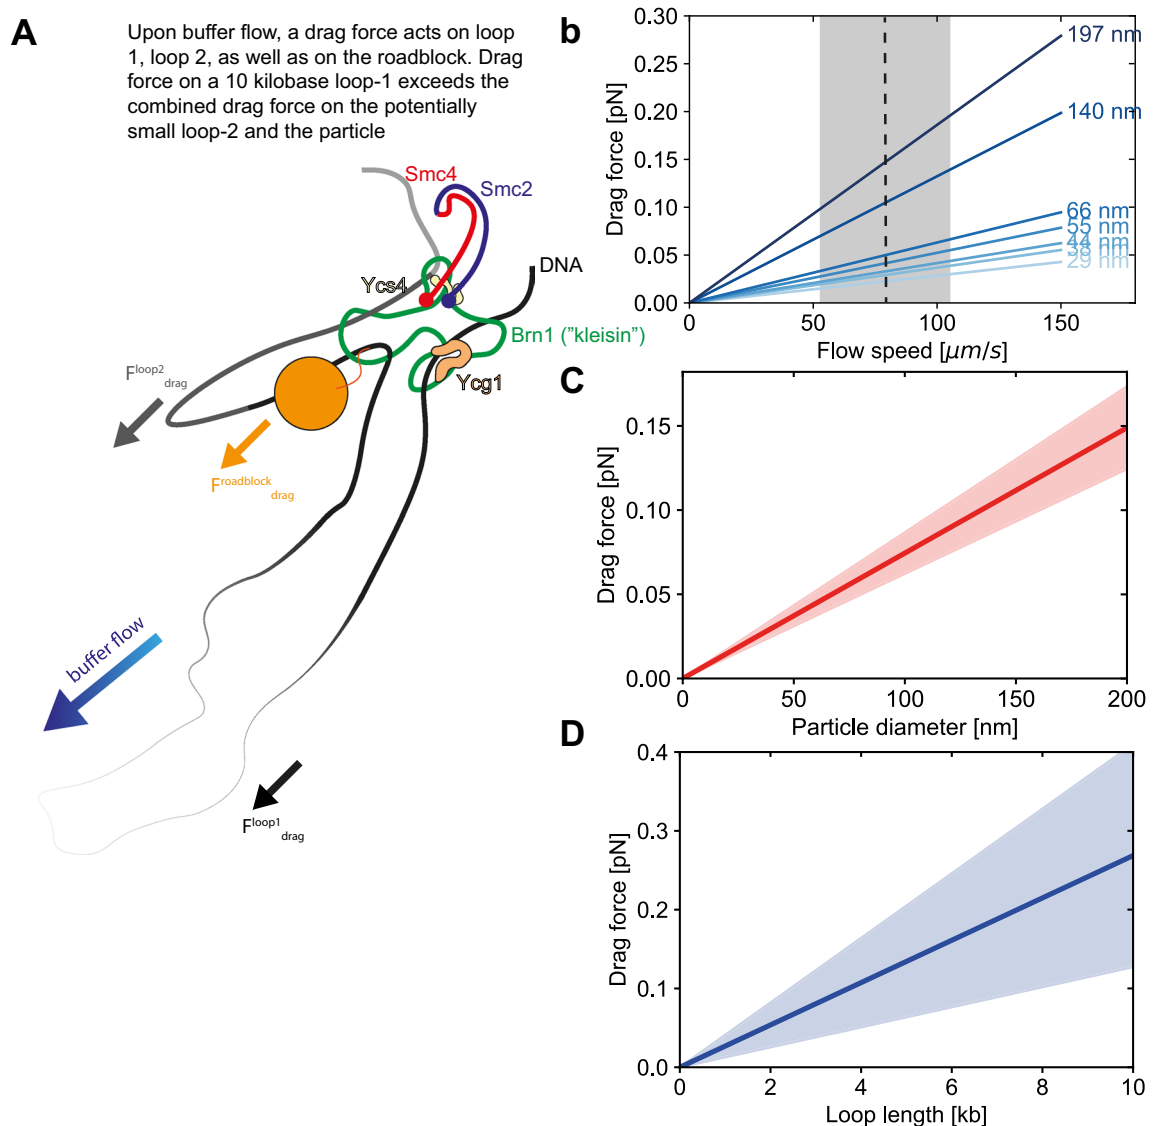 A
Upon buffer flow, a drag force acts on loop
1, loop 2, as well as on the roadblock. Drag
force on a 10 kilobase loop-1 exceeds the
combined drag force on the potentially
small loop-2 and the particle
Smc4
Smc2
DNA
Ycs4
Brn1 ("kleisin")
Ycg1
F^loop2_drag
F^roadblock_drag
buffer flow
F^loop1_drag
b
Drag force [pN]
0.30
0.25
0.20
0.15
0.10
0.05
0.00
197 nm
140 nm
66 nm
55 nm
44 nm
38 nm
29 nm
0 50 100 150
Flow speed [μm/s]
C
Drag force [pN]
0.15
0.10
0.05
0.00
0 50 100 150 200
Particle diameter [nm]
D
Drag force [pN]
0.4
0.3
0.2
0.1
0.0
0 2 4 6 8 10
Loop length [kb]